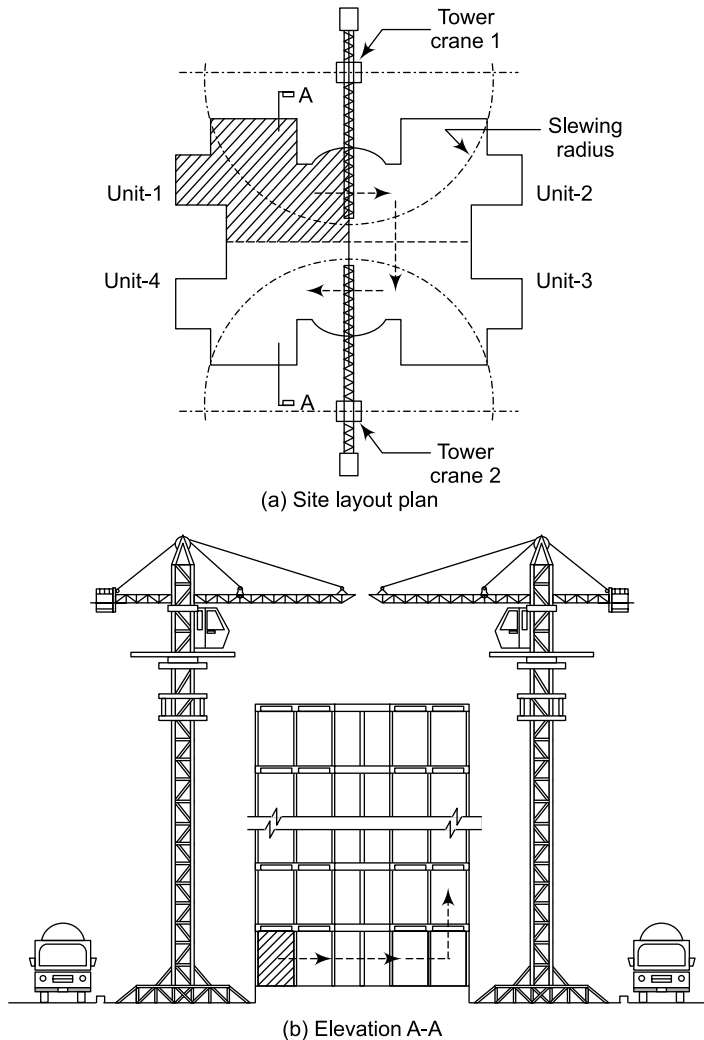 Tower
crane 1
A
Slewing
radius
Unit-1
Unit-2
Unit-4
Unit-3
A
Tower
crane 2
(a) Site layout plan
(b) Elevation A-A